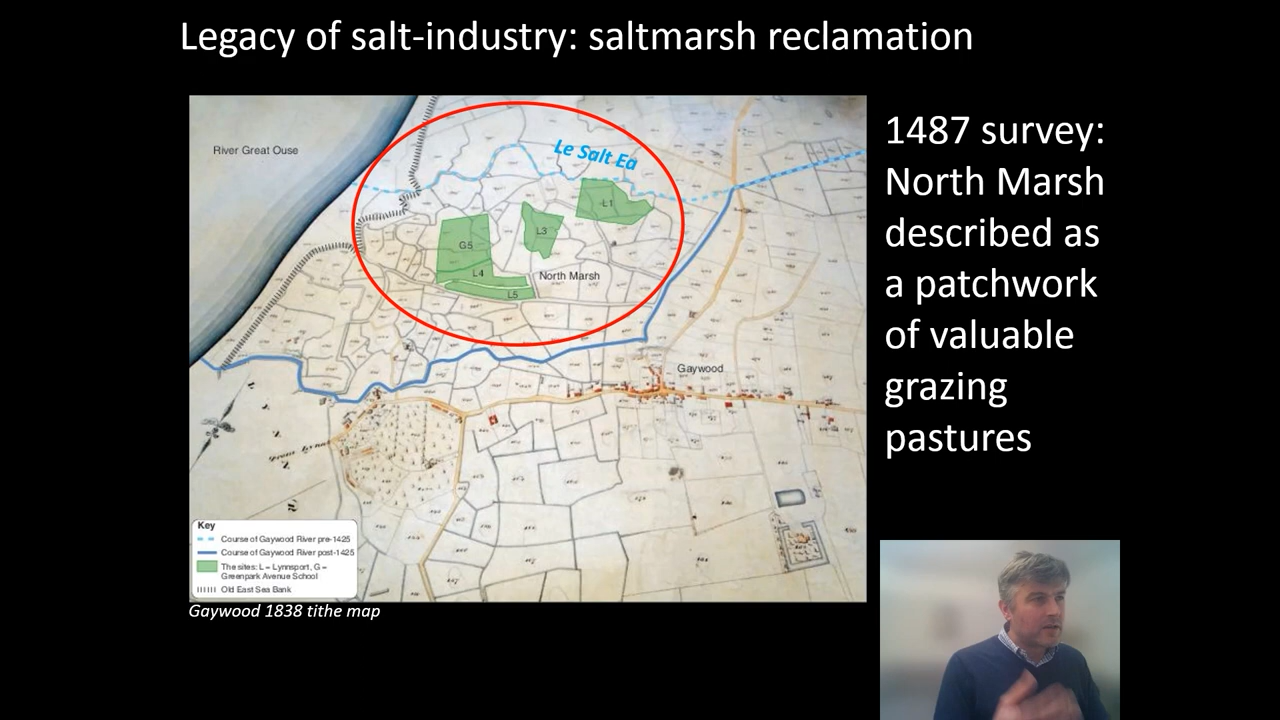 Legacy of salt-industry: saltmarsh reclamation
River Great Ouse
Le Salt Ea
L1
L3
G5
L4
North Marsh
L5
Gaywood
1487 survey:
North Marsh
described as
a patchwork
of valuable
grazing
pastures
Key
Course of Gaywood River pre-1425
Course of Gaywood River post-1425
The sites: L = Lynnsport, G =
Greenpark Avenue School
Old East Sea Bank
Gaywood 1838 tithe map